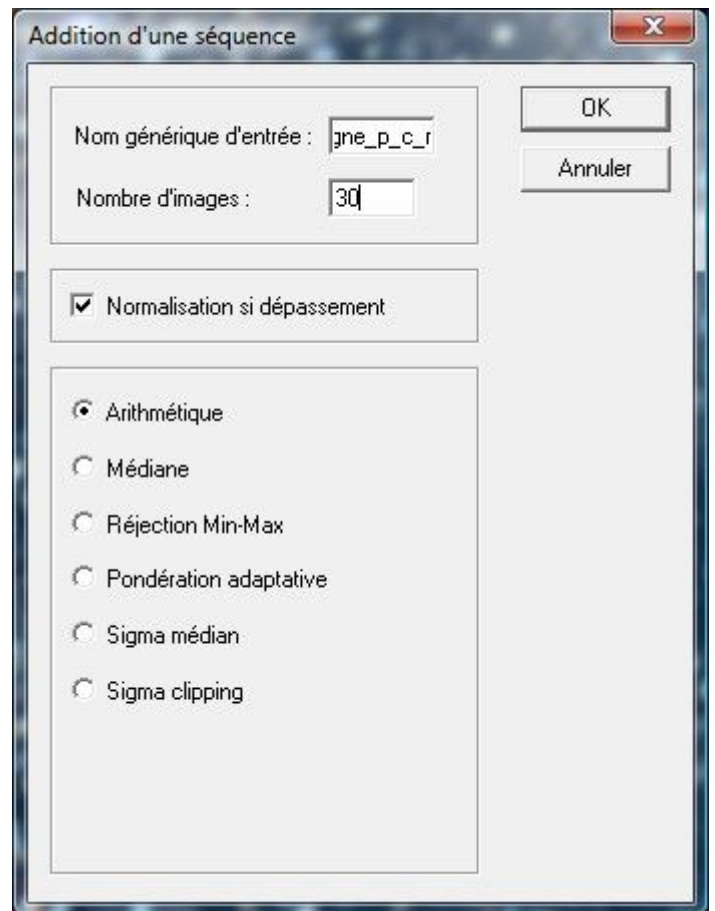 Addition d'une séquence
OK
Nom générique d'entrée : gne_p_c_r
Annuler
Nombre d'images : 30
Normalisation si dépassement
Arithmétique
Médiane
Réjection Min-Max
Pondération adaptative
Sigma médian
Sigma clipping